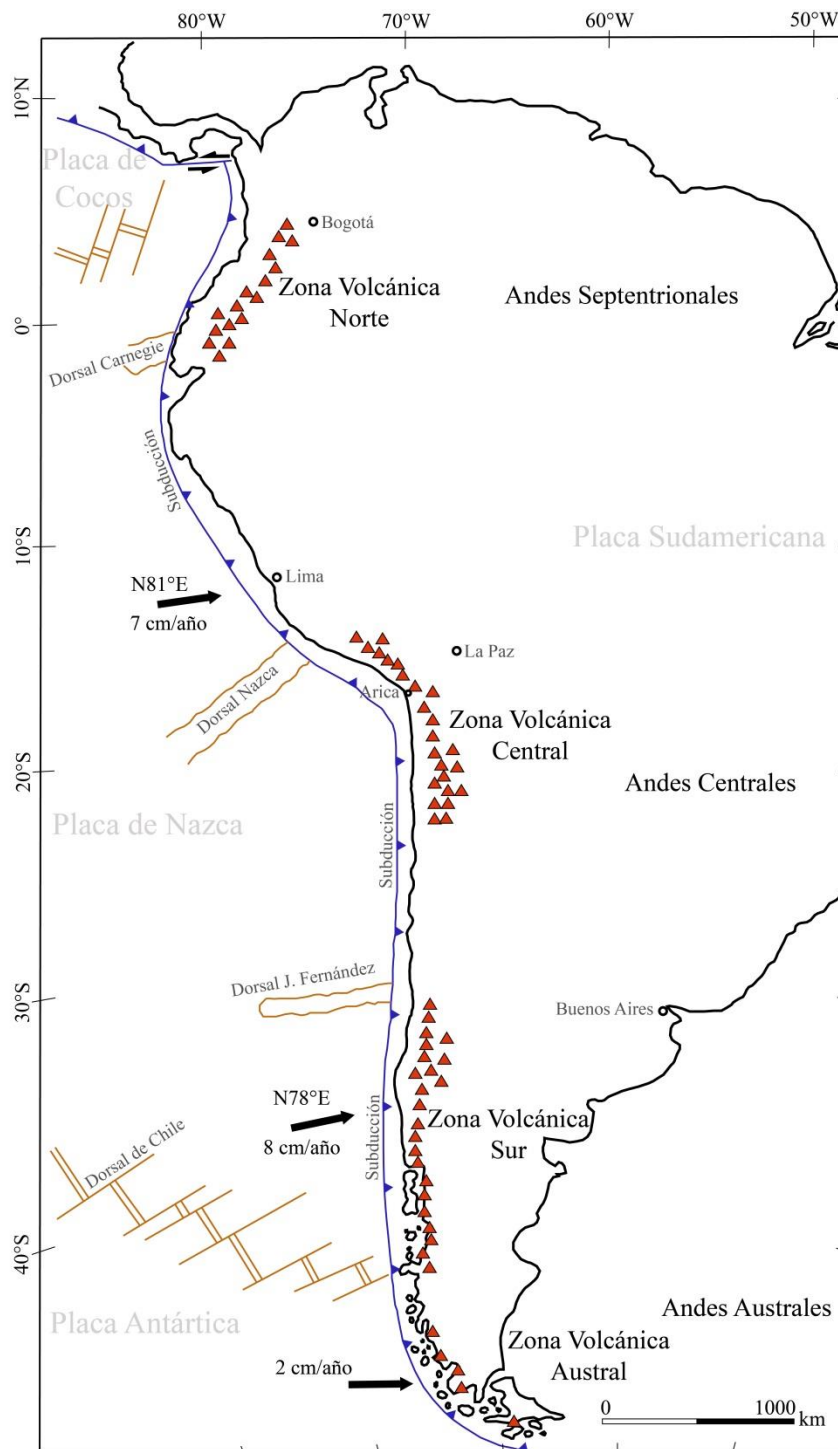 80°W
70°W
60°W
50°W
10°N
Placa de
Cocos
Bogotá
Zona Volcánica
Norte
Andes Septentrionales
0°
Dorsal Carnegie
Subducción
10°S
Placa Sudamericana
Lima
N81°E
7 cm/año
La Paz
Arica
Dorsal Nazca
Zona Volcánica
Central
20°S
Andes Centrales
Placa de Nazca
Subducción
Dorsal J. Fernández
30°S
Buenos Aires
N78°E
8 cm/año
Subducción
Zona Volcánica
Sur
Dorsal de Chile
40°S
Placa Antártica
Andes Australes
Zona Volcánica
Austral
2 cm/año
0
1000
km